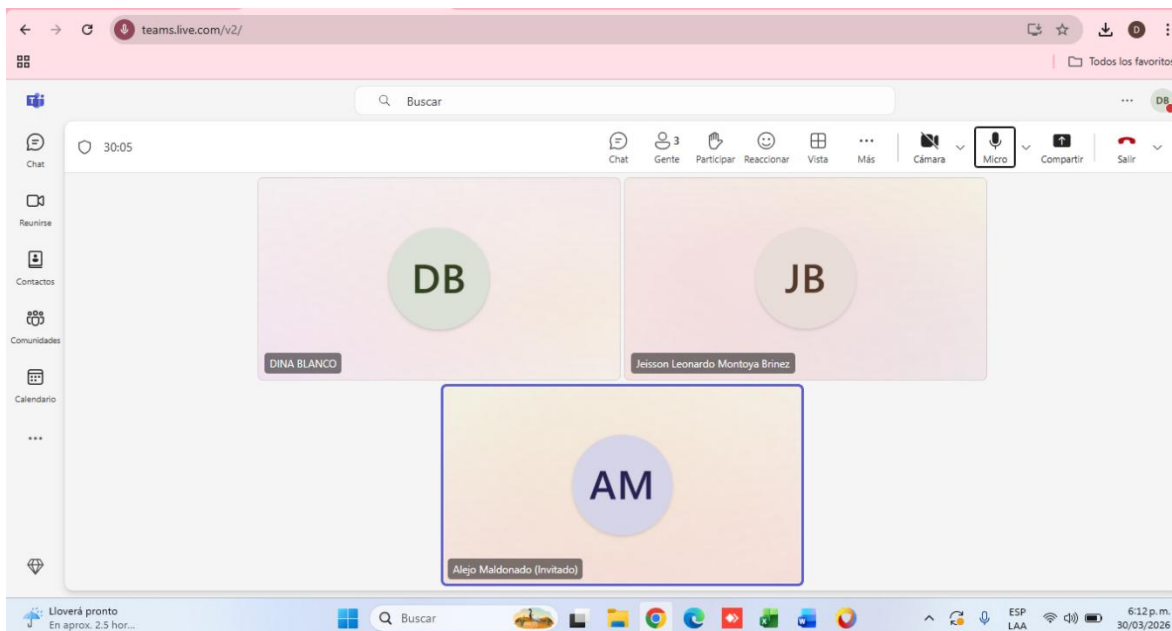 teams.live.com/v2/
D
Todos los favoritos
Buscar
DB
Chat
30:05
3
Chat
Gente
Participar
Reaccionar
Vista
Más
Cámara
Micro
Compartir
Salir
Reunirse
Contactos
Comunidades
Calendario
DB
DINA BLANCO
JB
Jeisson Leonardo Montoya Brinez
AM
Alejo Maldonado (Invitado)
Lloverá pronto
En aprox. 2.5 hor...
Buscar
ESP
LAA
6:12 p. m.
30/03/2026